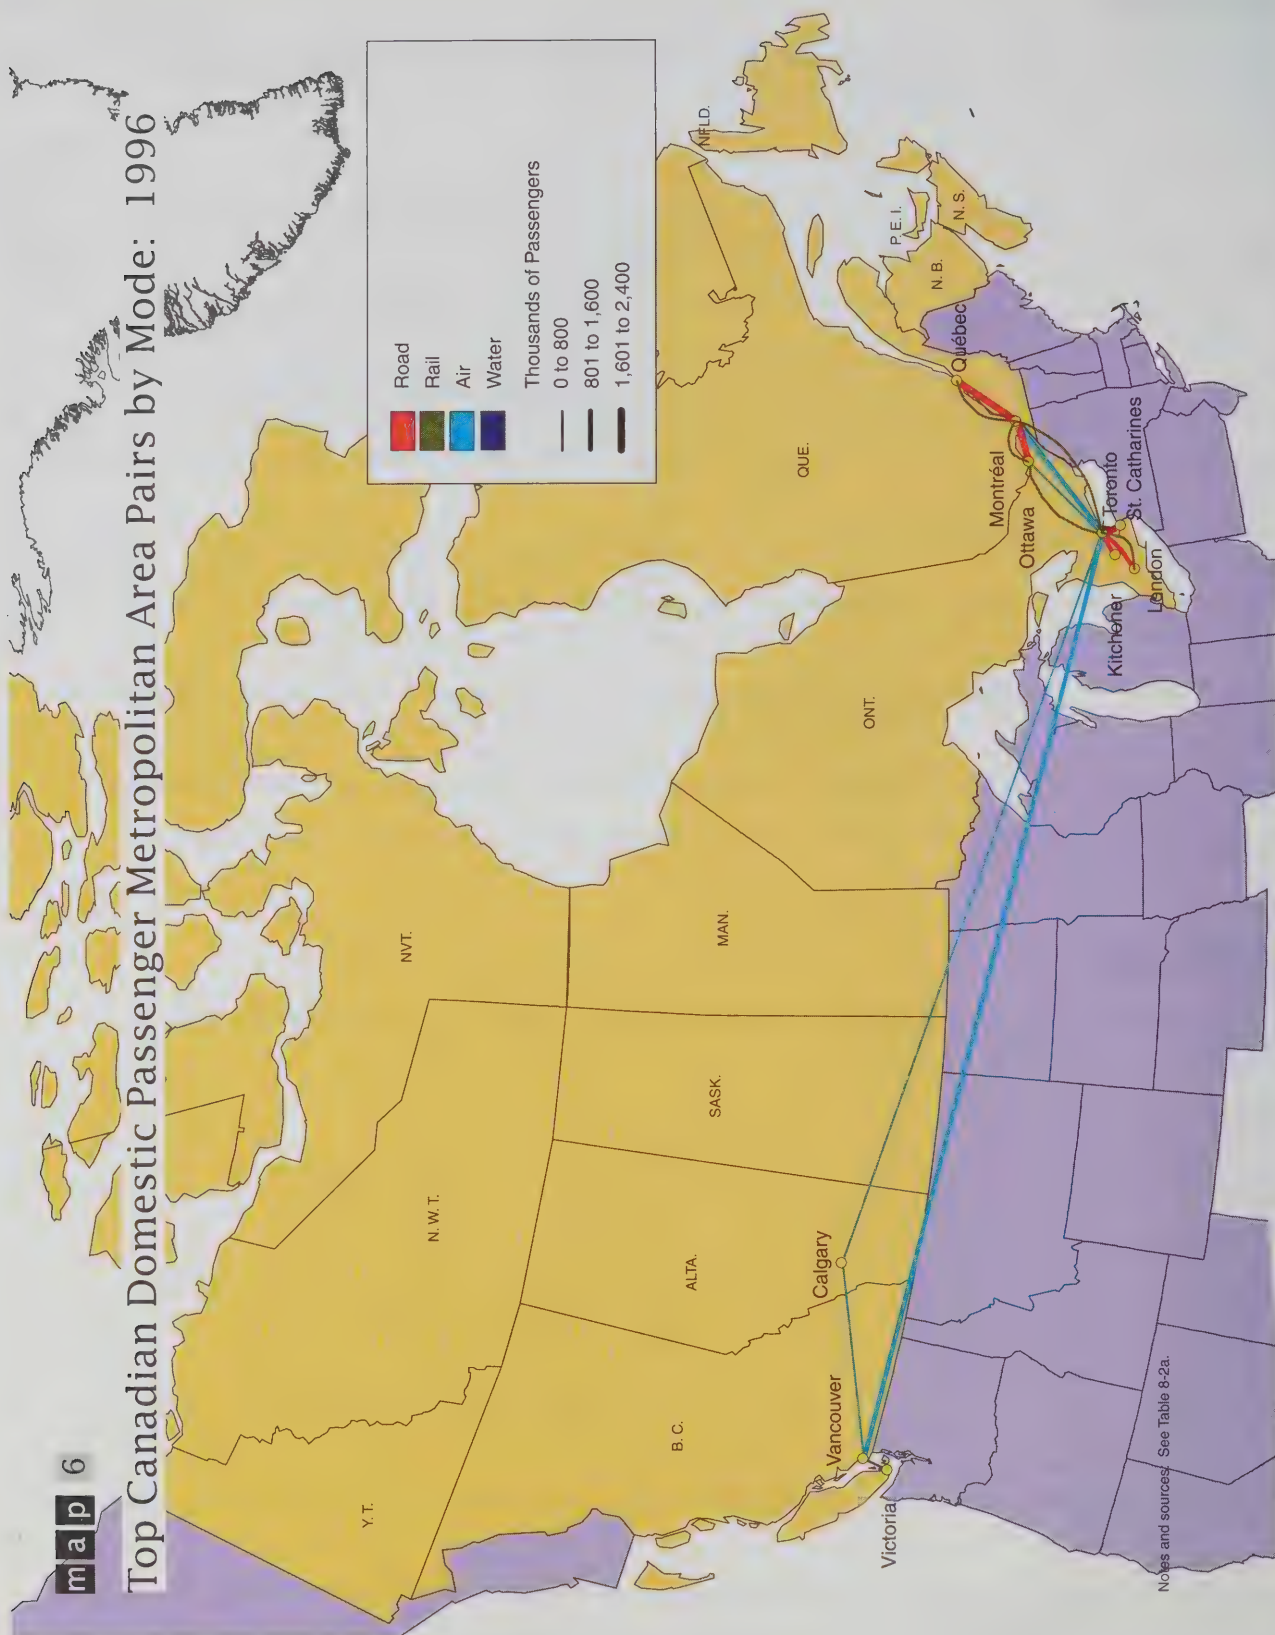 map 6
Top Canadian Domestic Passenger Metropolitan Area Pairs by Mode: 1996
Road
Rail
Air
Water
Thousands of Passengers
0 to 800
801 to 1,600
1,601 to 2,400
Y.T.
N.W.T.
NVT.
B.C.
ALTA.
SASK.
MAN.
ONT.
QUE.
NFLD.
P.E.I.
N.S.
N.B.
Québec
Montréal
Ottawa
Toronto
St. Catharines
London
Kitchener
Calgary
Vancouver
Victoria
Notes and sources: See Table 8-2a.